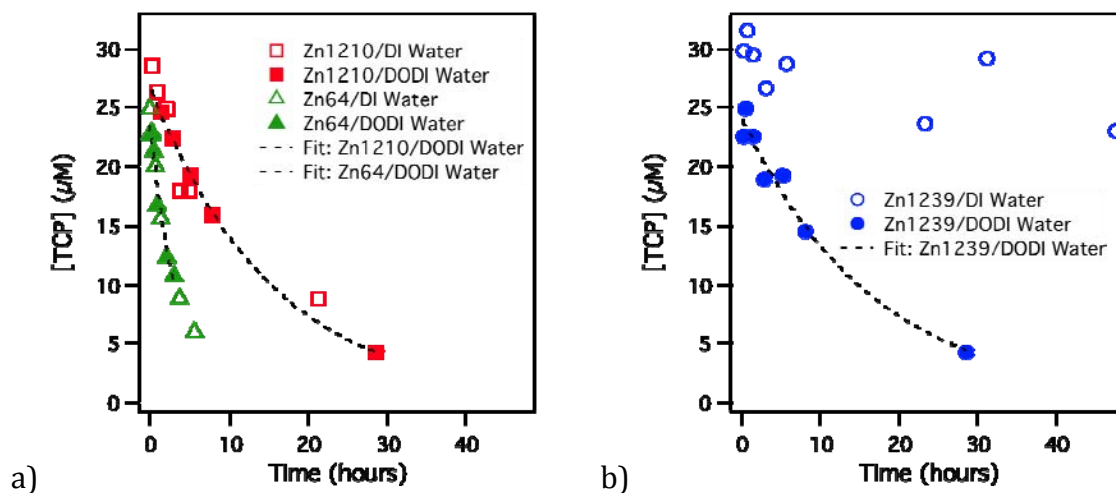 30
25
20
15
10
5
0
[TCP] (µM)
Zn1210/DI Water
Zn1210/DODI Water
Zn64/DI Water
Zn64/DODI Water
Fit: Zn1210/DODI Water
Fit: Zn64/DODI Water
0 10 20 30 40
Time (hours)
a)
30
25
20
15
10
5
0
[TCP] (µM)
Zn1239/DI Water
Zn1239/DODI Water
Fit: Zn1239/DODI Water
0 10 20 30 40
Time (hours)
b)